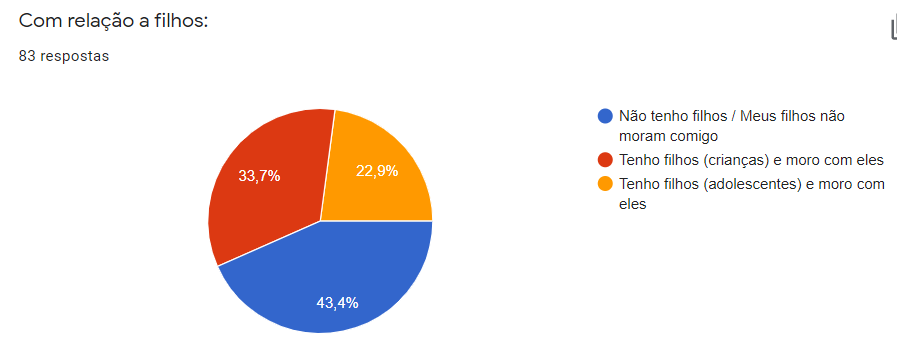 Com relação a filhos:
83 respostas
33,7%
22,9%
43,4%
Não tenho filhos / Meus filhos não
moram comigo
Tenho filhos (crianças) e moro com eles
Tenho filhos (adolescentes) e moro com
eles